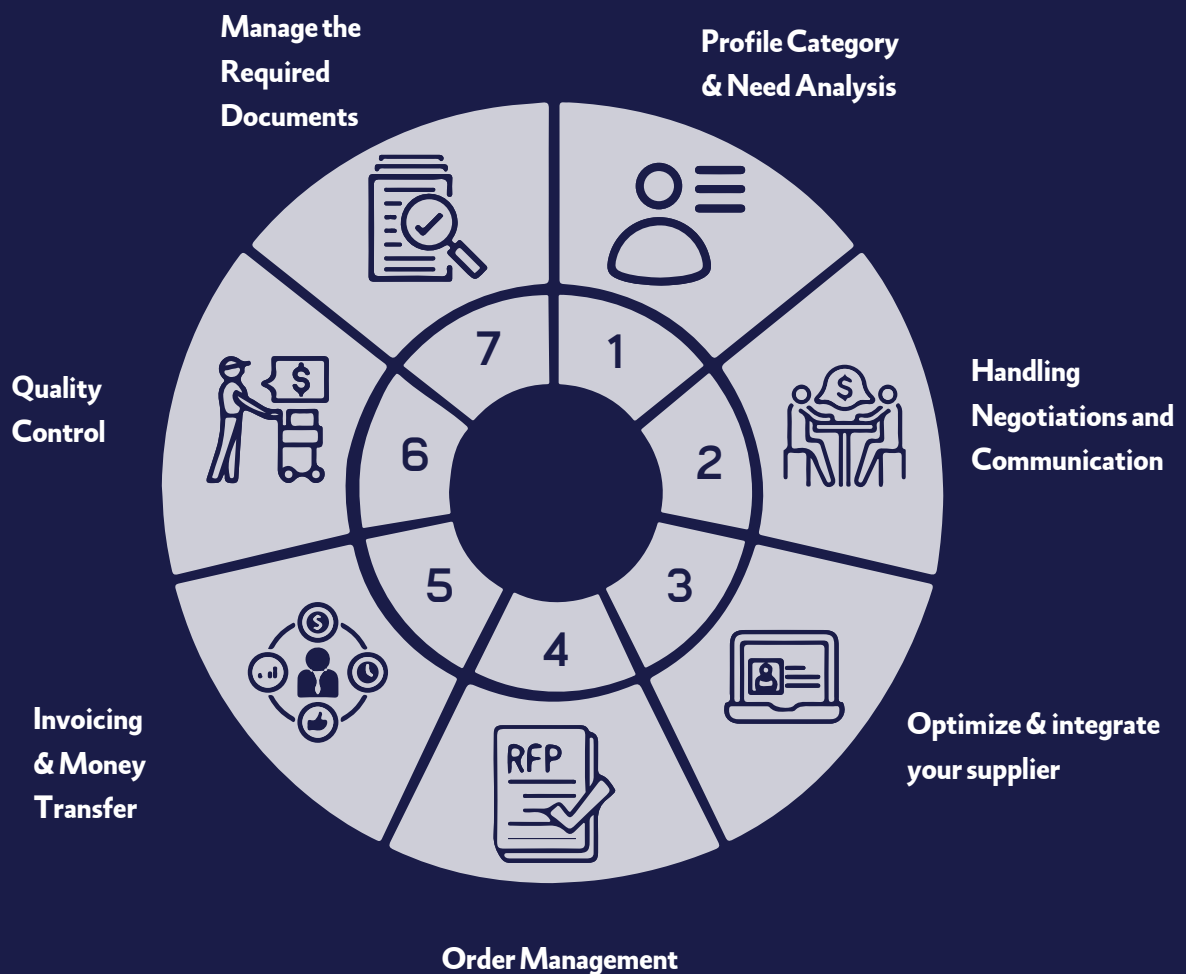 Profile Category
& Need Analysis
1
Handling
Negotiations and
Communication
$
2
Optimize & integrate
your supplier
3
Order Management
RFP
4
Invoicing
& Money
Transfer
$
5
Quality
Control
$
6
Manage the
Required
Documents
7